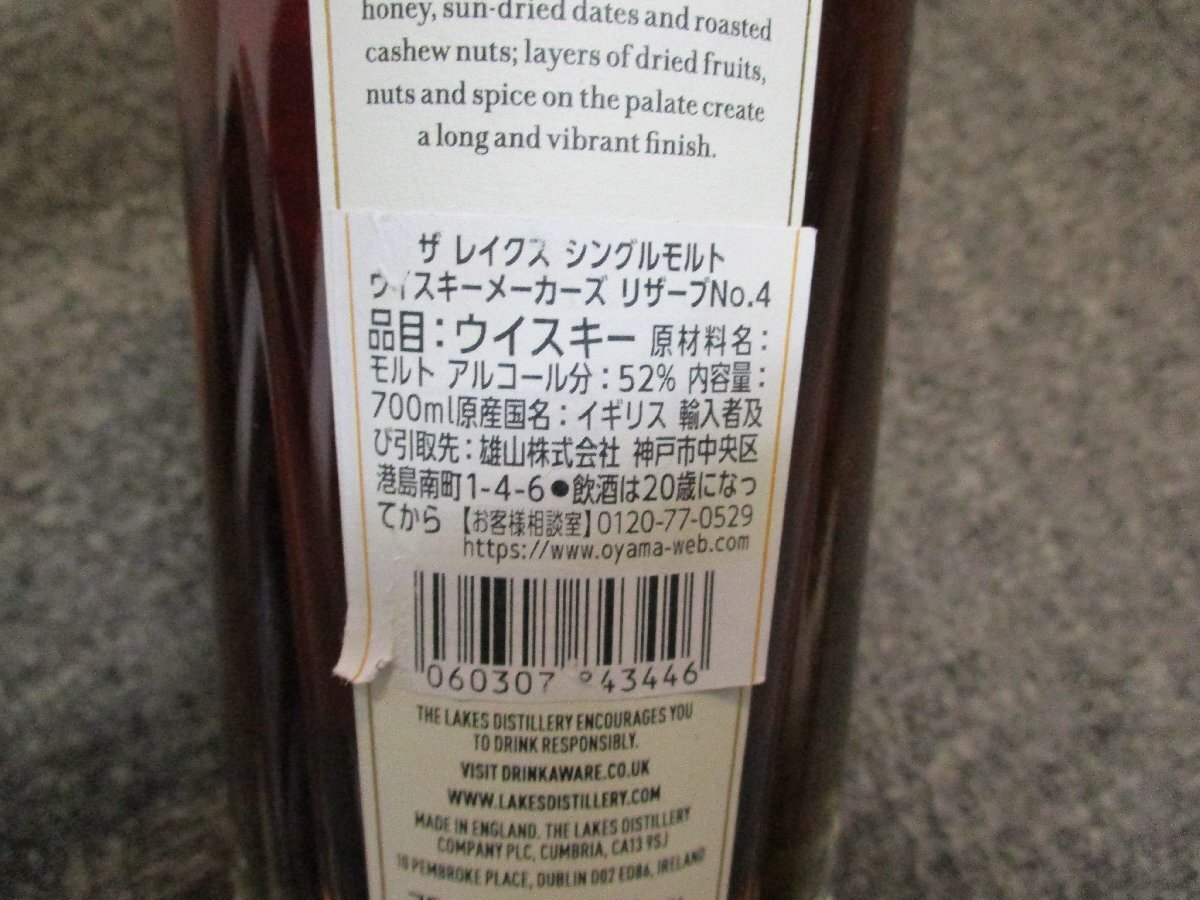 honey, sun-dried dates and roasted
cashew nuts; layers of dried fruits,
nuts and spice on the palate create
a long and vibrant finish.
ザ レイクス シングルモルト
ウイスキーメーカーズ リザーブNo.4
品目：ウイスキー 原材料名：
モルト アルコール分：52% 内容量：
700ml原産国名：イギリス 輸入者及
び引取先：雄山株式会社 神戸市中央区
港島南町1-4-6●飲酒は20歳になっ
てから【お客様相談室】0120-77-0529
https://www.oyama-web.com
060307 43446
THE LAKES DISTILLERY ENCOURAGES YOU
TO DRINK RESPONSIBLY.
VISIT DRINKAWARE.CO.UK
WWW.LAKESDISTILLERY.COM
MADE IN ENGLAND. THE LAKES DISTILLERY
COMPANY PLC, CUMBRIA, CA13 9SJ
10 PEMBROKE PLACE, DUBLIN D02 ED86, IRELAND